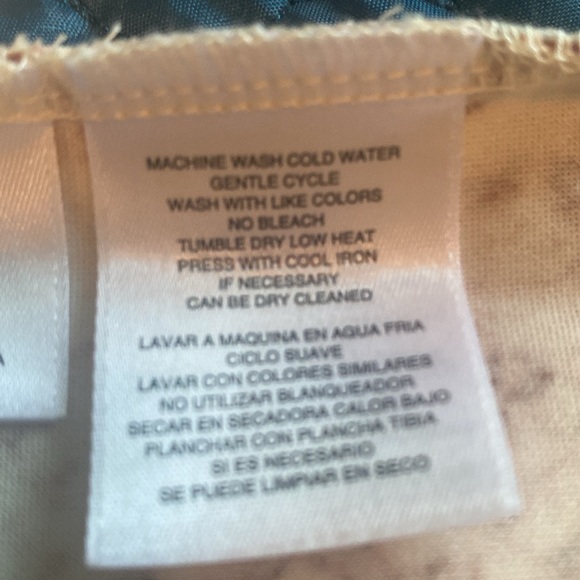 MACHINE WASH COLD WATER
GENTLE CYCLE
WASH WITH LIKE COLORS
NO BLEACH
TUMBLE DRY LOW HEAT
PRESS WITH COOL IRON
IF NECESSARY
CAN BE DRY CLEANED
LAVAR A MAQUINA EN AGUA FRIA
CICLO SUAVE
LAVAR CON COLORES SIMILARES
NO UTILIZAR BLANQUEADOR
SECAR EN SECADORA CALOR BAJO
PLANCHAR CON PLANCHA TIBIA
SI ES NECESARIO
SE PUEDE LIMPIAR EN SECO
A